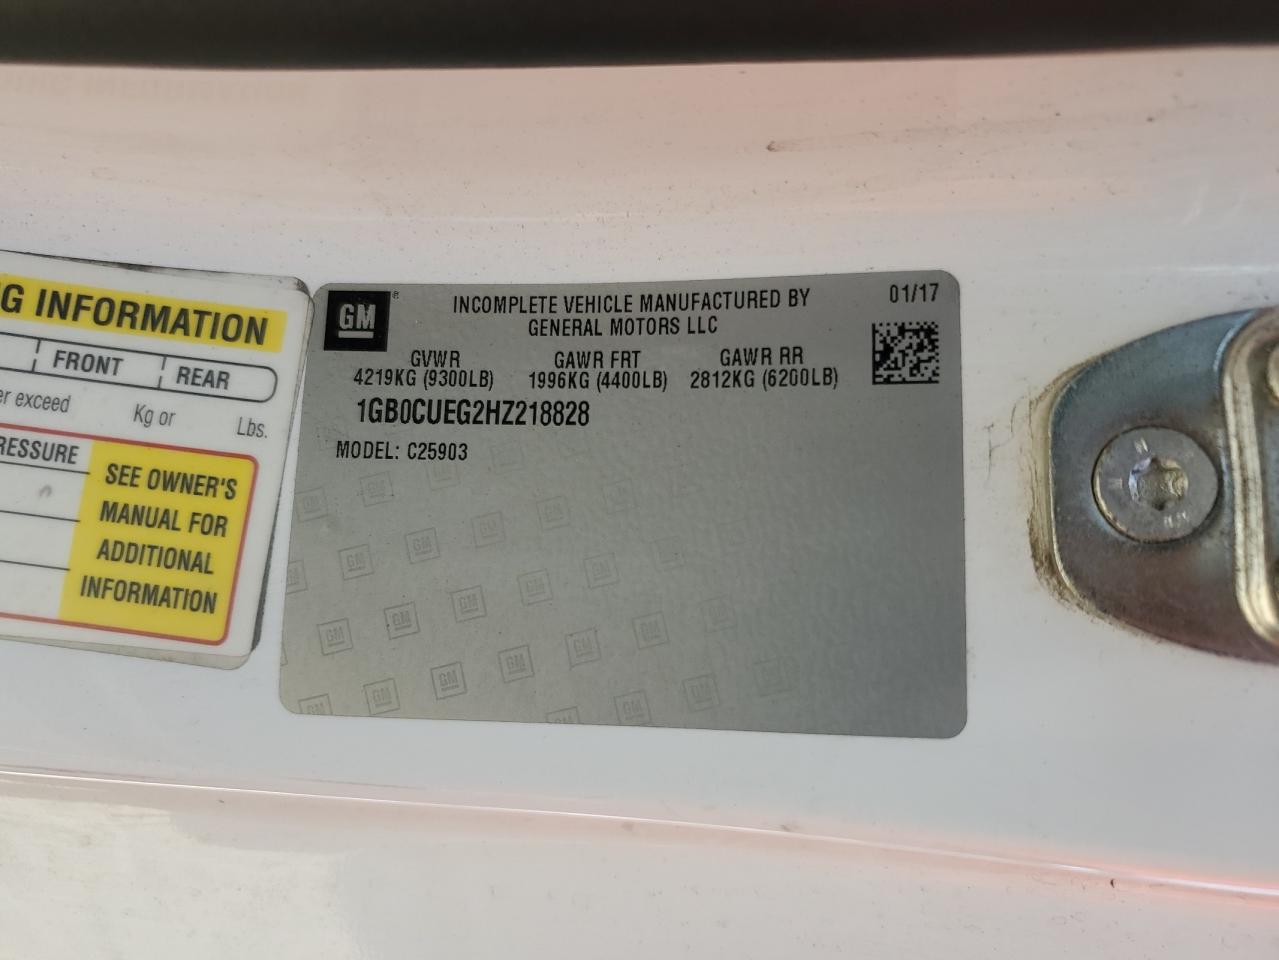 G INFORMATION
FRONT
REAR
er exceed
Kg or
Lbs.
RESSURE
SEE OWNER'S
MANUAL FOR
ADDITIONAL
INFORMATION
GM
®
INCOMPLETE VEHICLE MANUFACTURED BY
GENERAL MOTORS LLC
01/17
GVWR
GAWR FRT
GAWR RR
4219KG (9300LB)
1996KG (4400LB)
2812KG (6200LB)
1GB0CUEG2HZ218828
MODEL: C25903